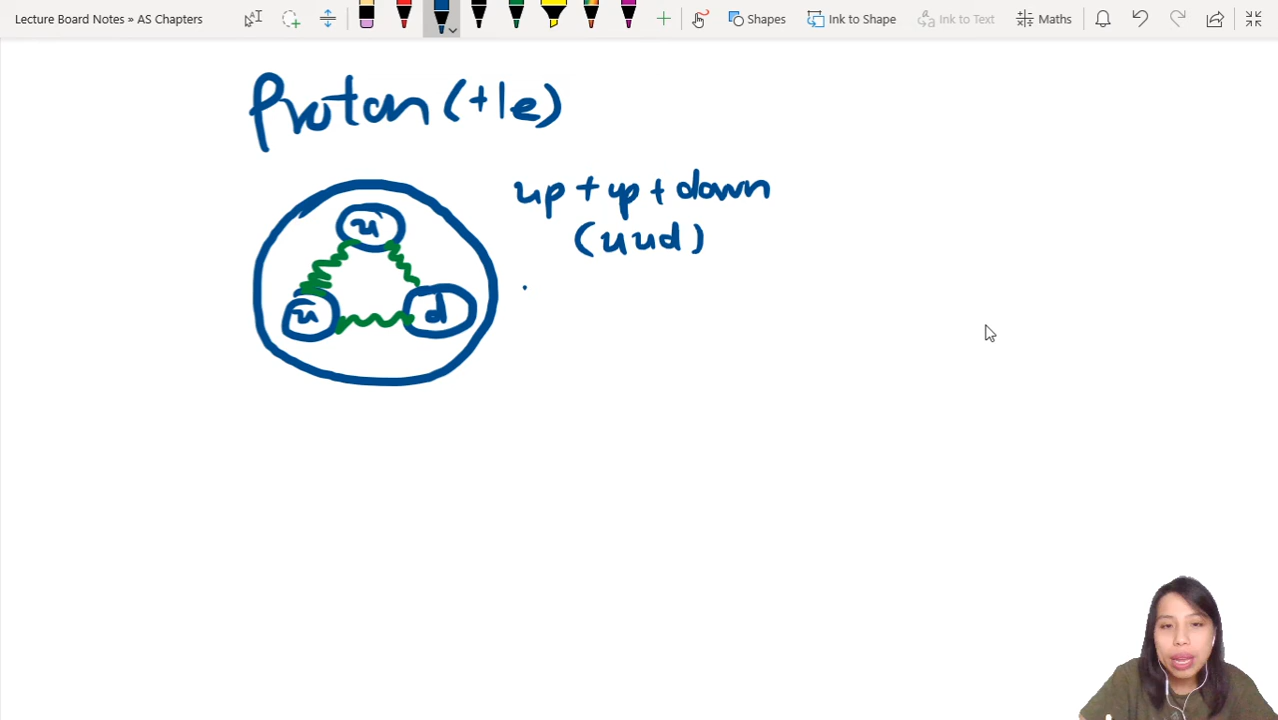 Lecture Board Notes » AS Chapters
Shapes
Ink to Shape
Ink to Text
Maths
Proton (+1e)
up + up + down
(uud)
u
u
d